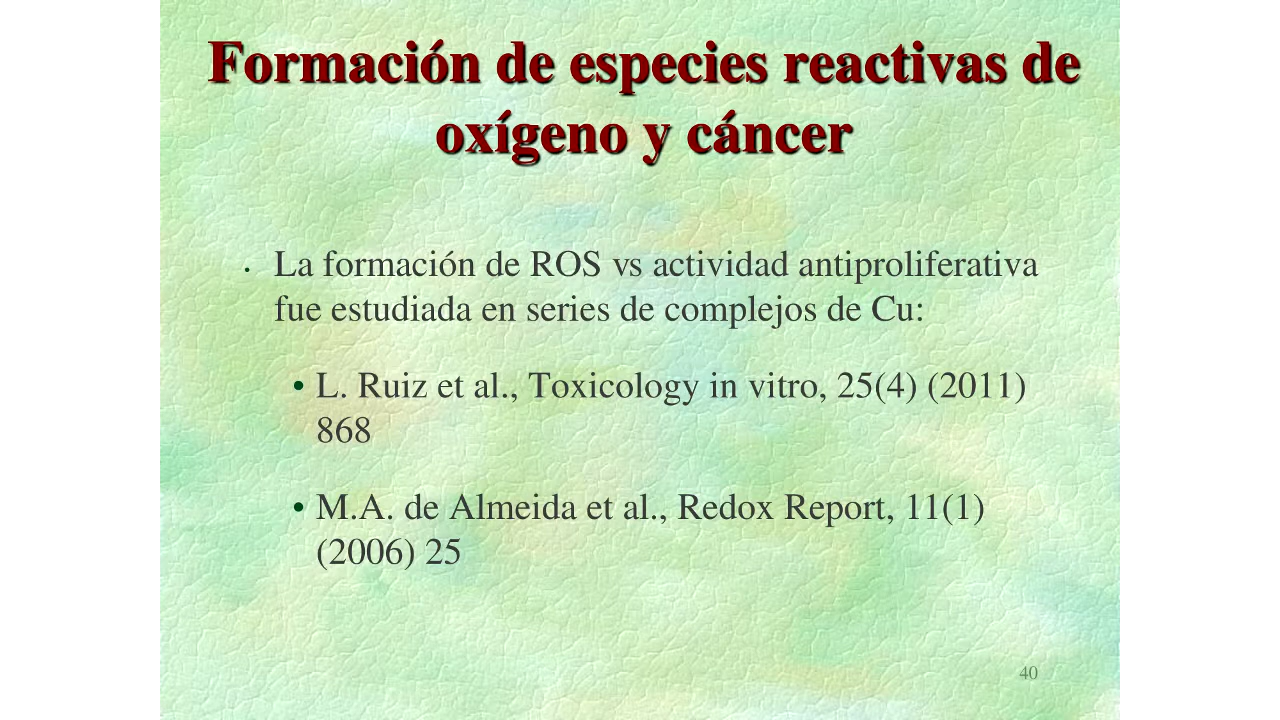 Formación de especies reactivas de
oxígeno y cáncer
• La formación de ROS vs actividad antiproliferativa
fue estudiada en series de complejos de Cu:
• L. Ruiz et al., Toxicology in vitro, 25(4) (2011)
868
• M.A. de Almeida et al., Redox Report, 11(1)
(2006) 25
40